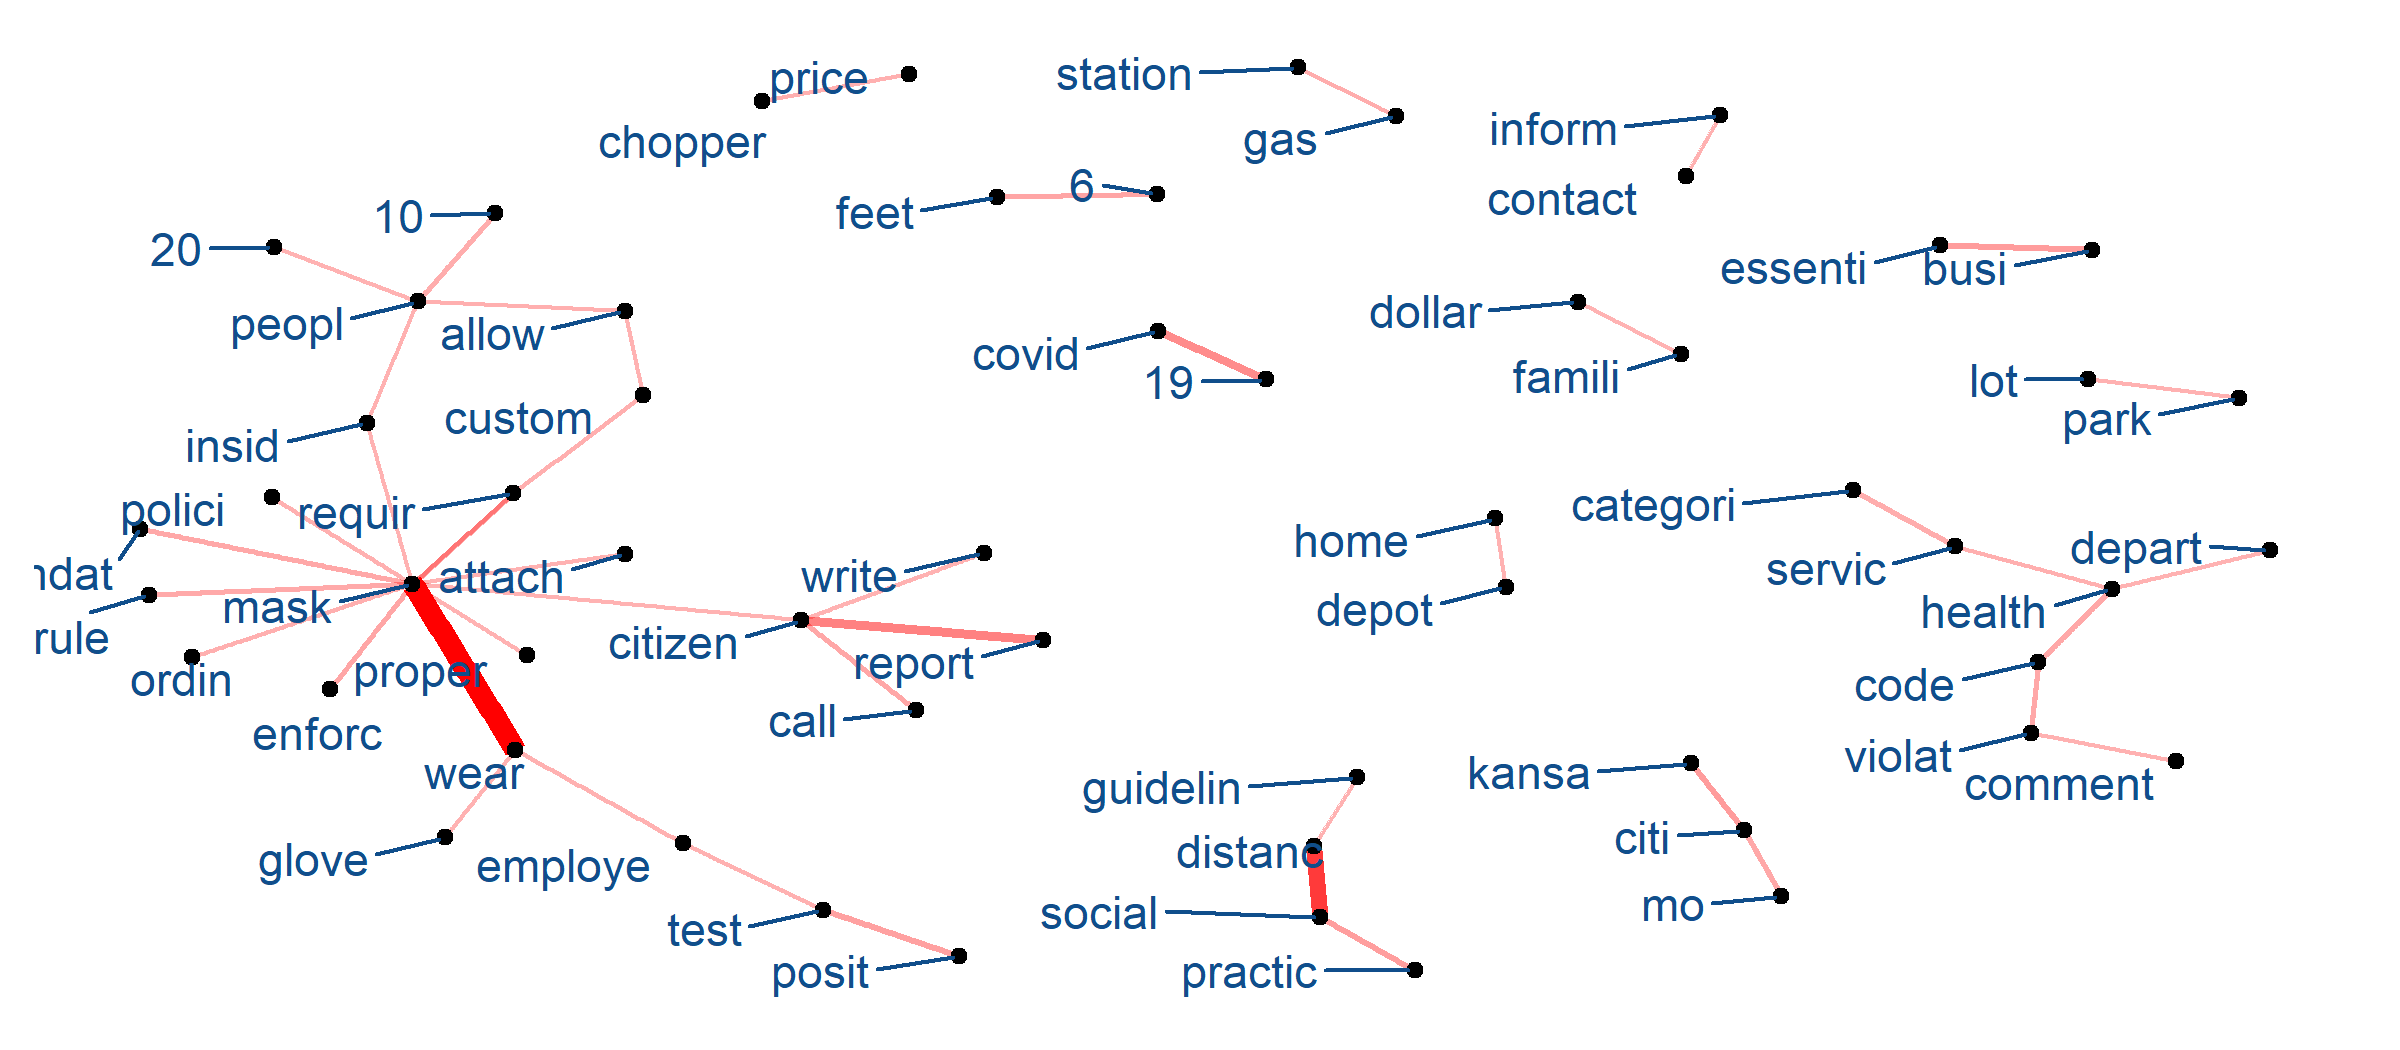 price
station
chopper
gas
inform
contact
6
feet
10
20
peopl
allow
essenti
busi
dollar
covid
19
famili
lot
park
custom
insid
polici
requir
categori
home
servic
depart
ndat
attach
write
mask
rule
citizen
report
depot
health
ordin
proper
enforc
call
code
violat
comment
wear
guidelin
kansa
glove
employe
distanc
citi
test
social
mo
posit
practic